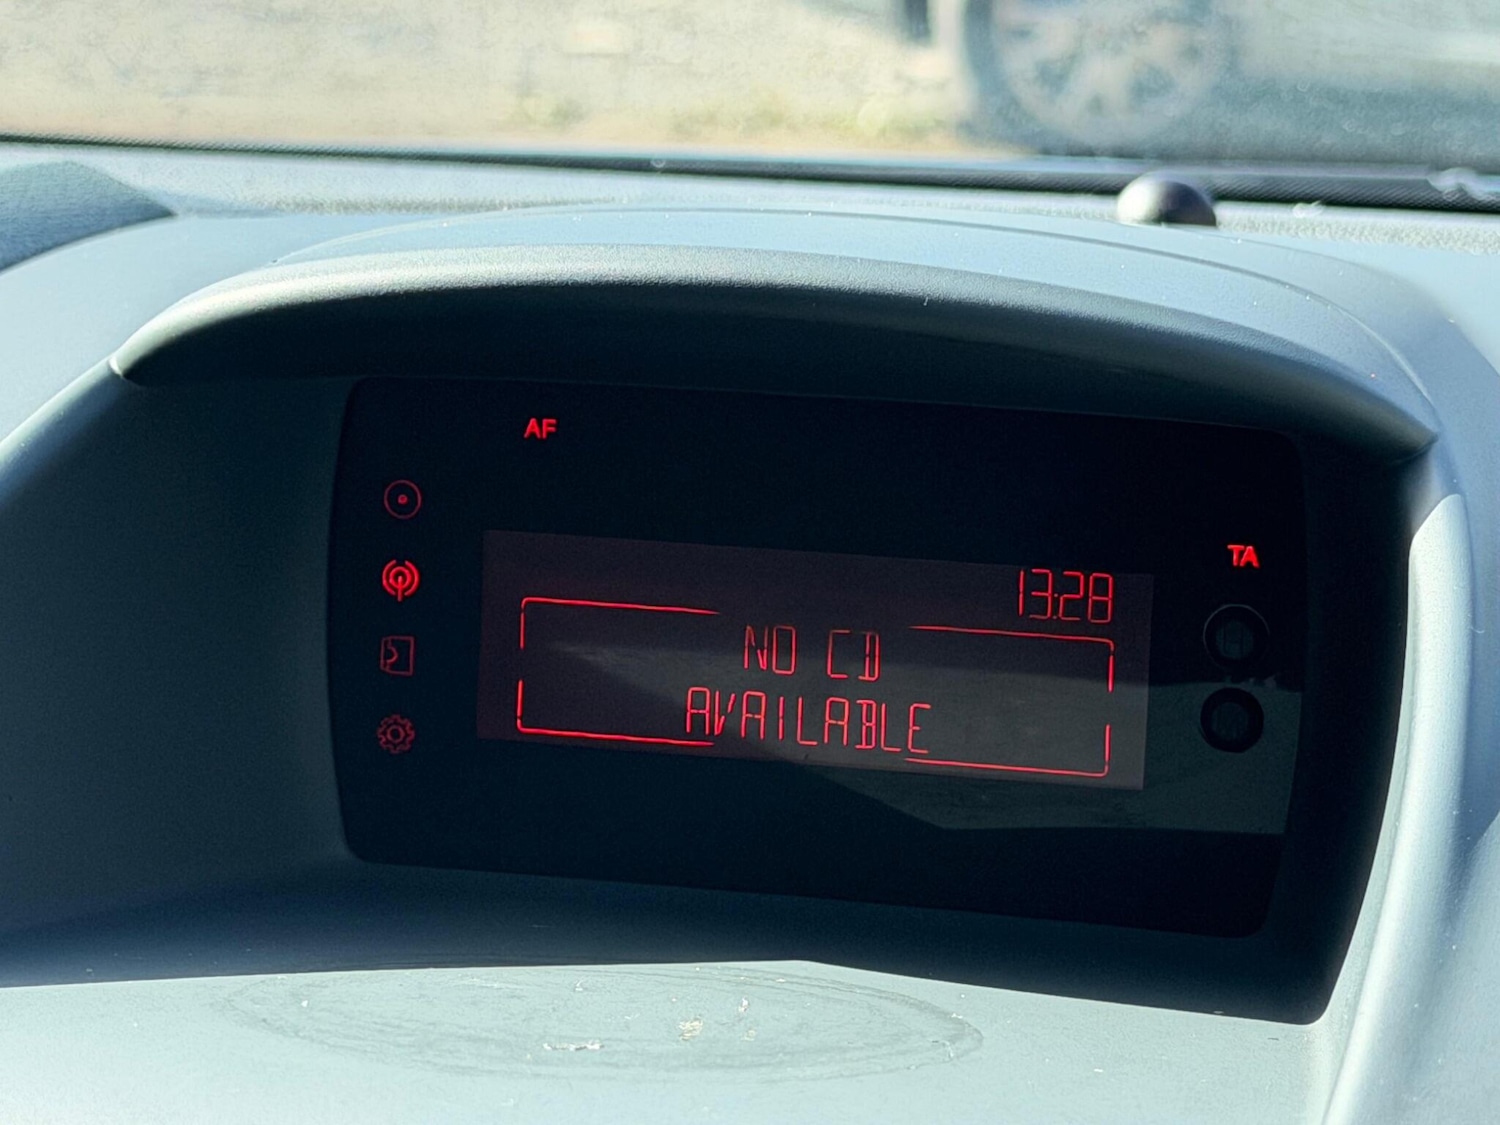 AF
TA
13:28
NO CD
AVAILABLE